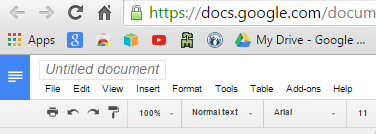 https://docs.google.com/docum
Apps My Drive - Google ...
Untitled document
File Edit View Insert Format Tools Table Add-ons Help
100% Normal text Arial 11